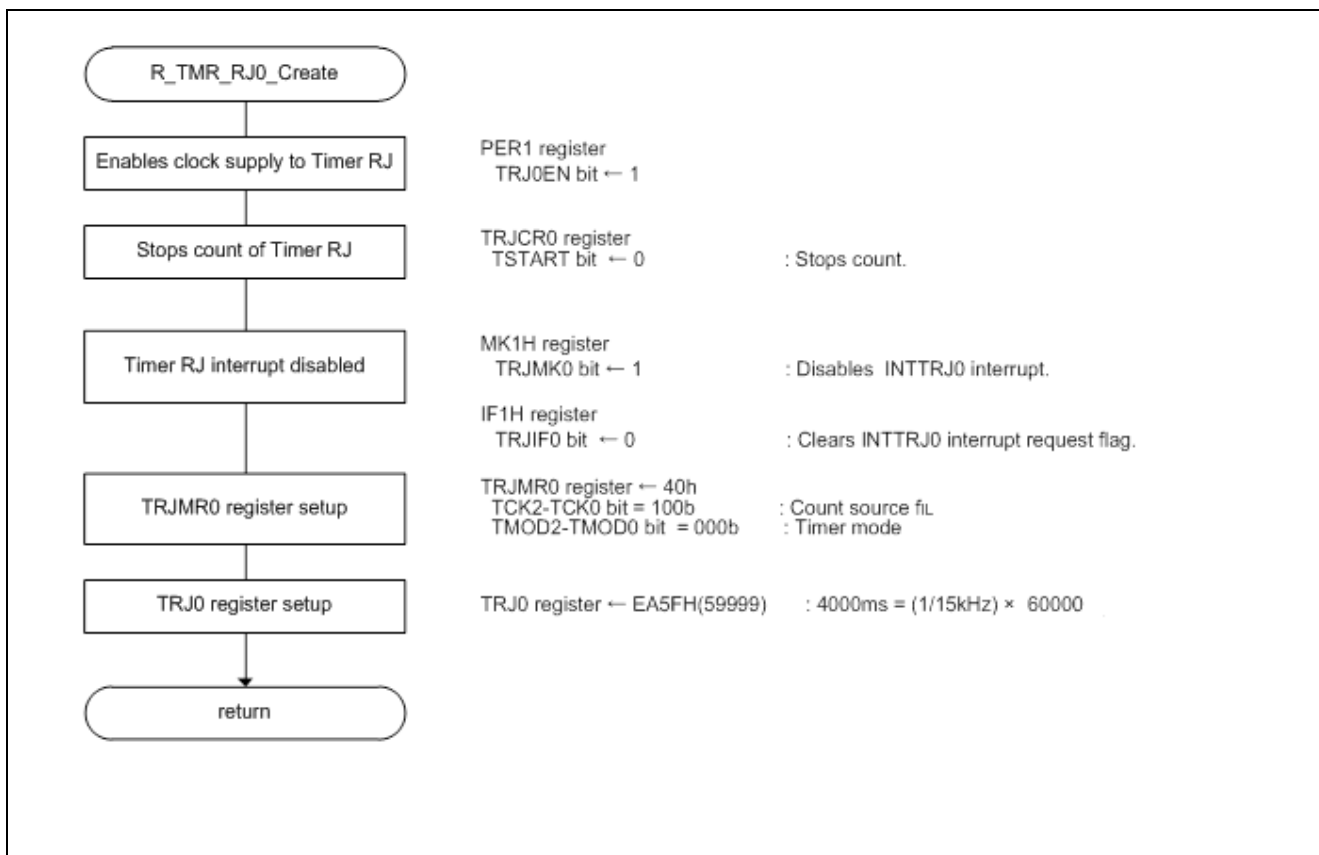 R_TMR_RJ0_Create
Enables clock supply to Timer RJ
PER1 register
TRJ0EN bit ← 1
Stops count of Timer RJ
TRJCR0 register
TSTART bit ← 0 : Stops count.
Timer RJ interrupt disabled
MK1H register
TRJMK0 bit ← 1 : Disables INTTRJ0 interrupt.
IF1H register
TRJIF0 bit ← 0 : Clears INTTRJ0 interrupt request flag.
TRJMR0 register setup
TRJMR0 register ← 40h
TCK2-TCK0 bit = 100b : Count source fIL
TMOD2-TMOD0 bit = 000b : Timer mode
TRJ0 register setup
TRJ0 register ← EA5FH(59999) : 4000ms = (1/15kHz) × 60000
return